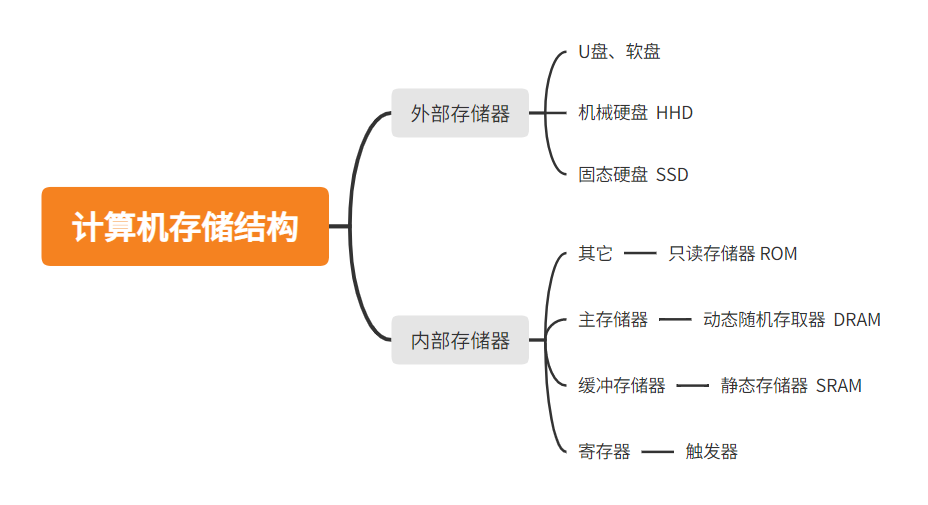 计算机存储结构
外部存储器
U盘、软盘
机械硬盘 HHD
固态硬盘 SSD
内部存储器
其它
只读存储器 ROM
主存储器
动态随机存取器 DRAM
缓冲存储器
静态存储器 SRAM
寄存器
触发器